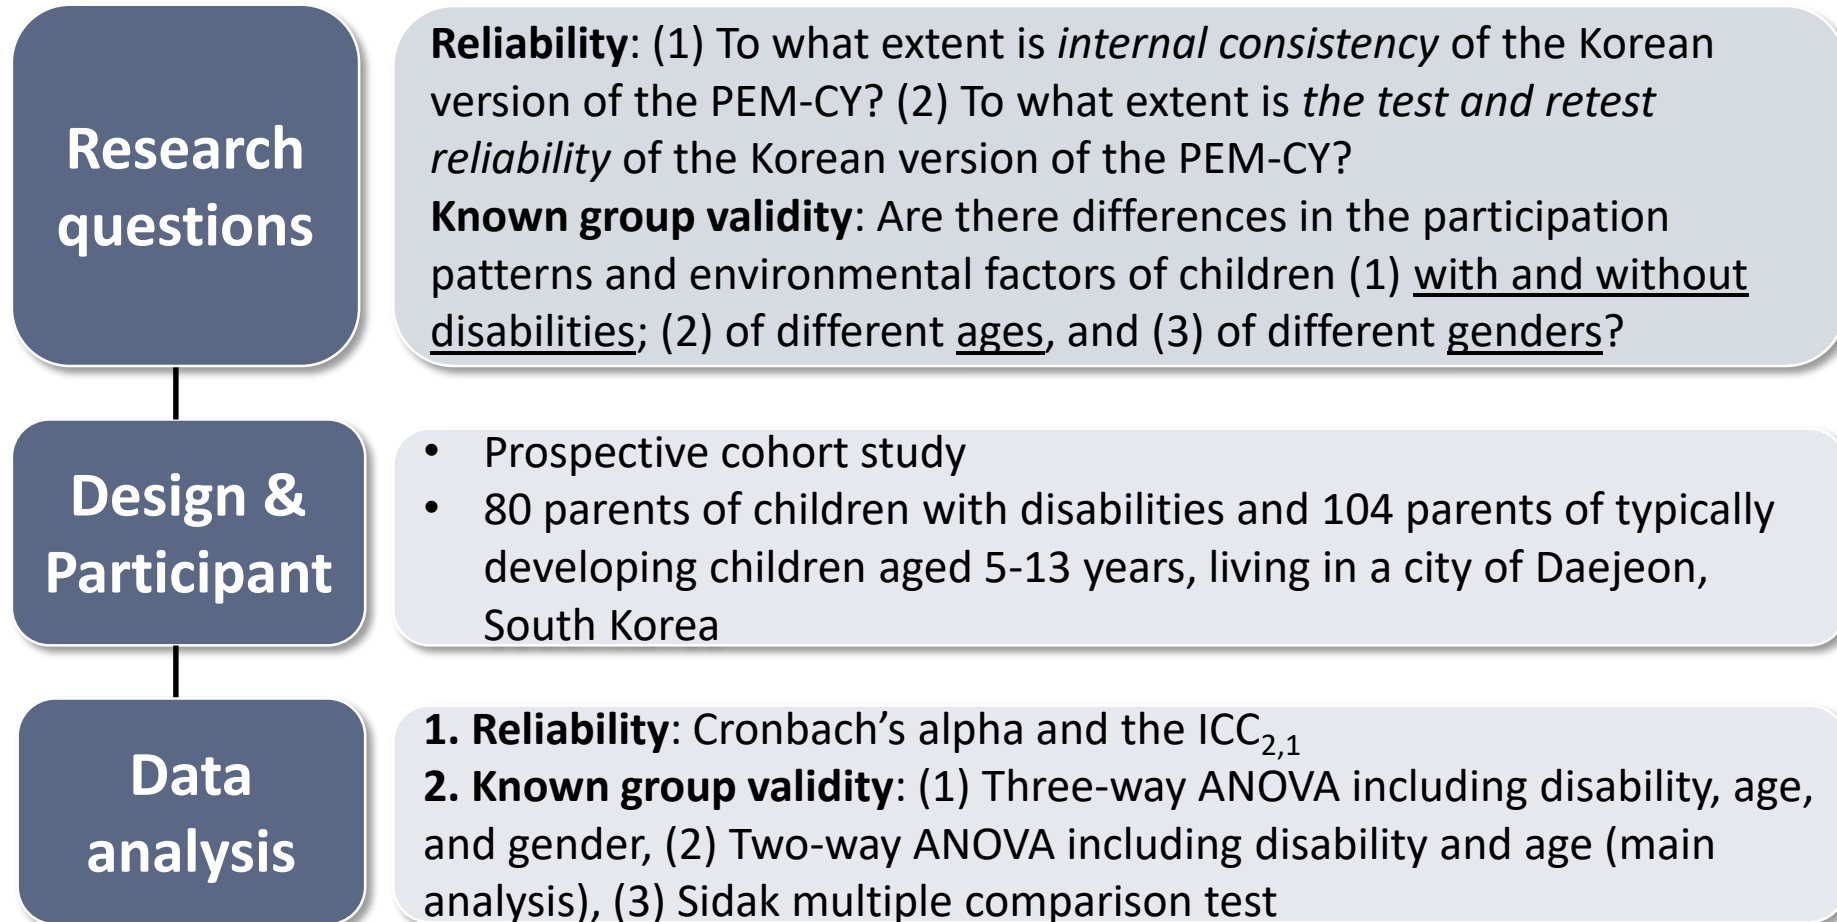 Research
questions
Reliability: (1) To what extent is internal consistency of the Korean
version of the PEM-CY? (2) To what extent is the test and retest
reliability of the Korean version of the PEM-CY?
Known group validity: Are there differences in the participation
patterns and environmental factors of children (1) with and without
disabilities; (2) of different ages, and (3) of different genders?
Design &
Participant
• Prospective cohort study
• 80 parents of children with disabilities and 104 parents of typically
developing children aged 5-13 years, living in a city of Daejeon,
South Korea
Data
analysis
1. Reliability: Cronbach’s alpha and the ICC2,1
2. Known group validity: (1) Three-way ANOVA including disability, age,
and gender, (2) Two-way ANOVA including disability and age (main
analysis), (3) Sidak multiple comparison test